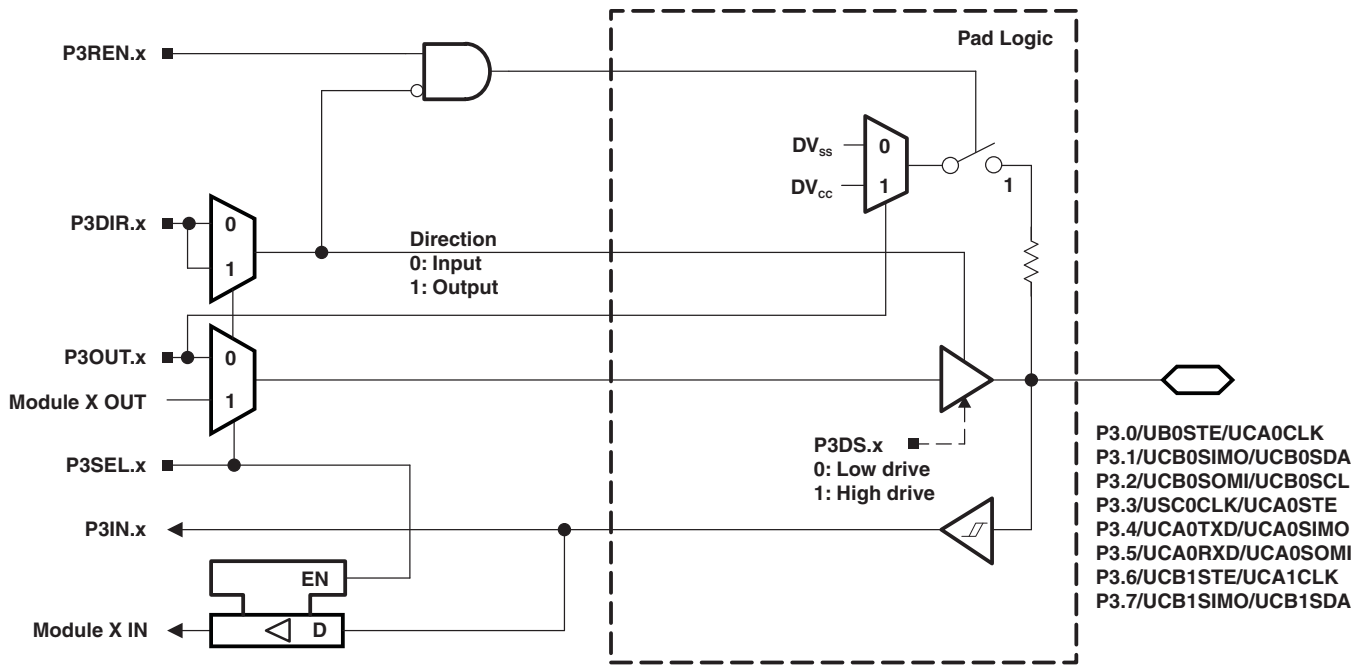 Pad Logic
P3REN.x
DVss
0
DVcc
1
1
P3DIR.x
0
1
Direction
0: Input
1: Output
P3OUT.x
0
Module X OUT
1
P3SEL.x
P3DS.x
0: Low drive
1: High drive
P3IN.x
EN
Module X IN
D
P3.0/UB0STE/UCA0CLK
P3.1/UCB0SIMO/UCB0SDA
P3.2/UCB0SOMI/UCB0SCL
P3.3/USC0CLK/UCA0STE
P3.4/UCA0TXD/UCA0SIMO
P3.5/UCA0RXD/UCA0SOMI
P3.6/UCB1STE/UCA1CLK
P3.7/UCB1SIMO/UCB1SDA